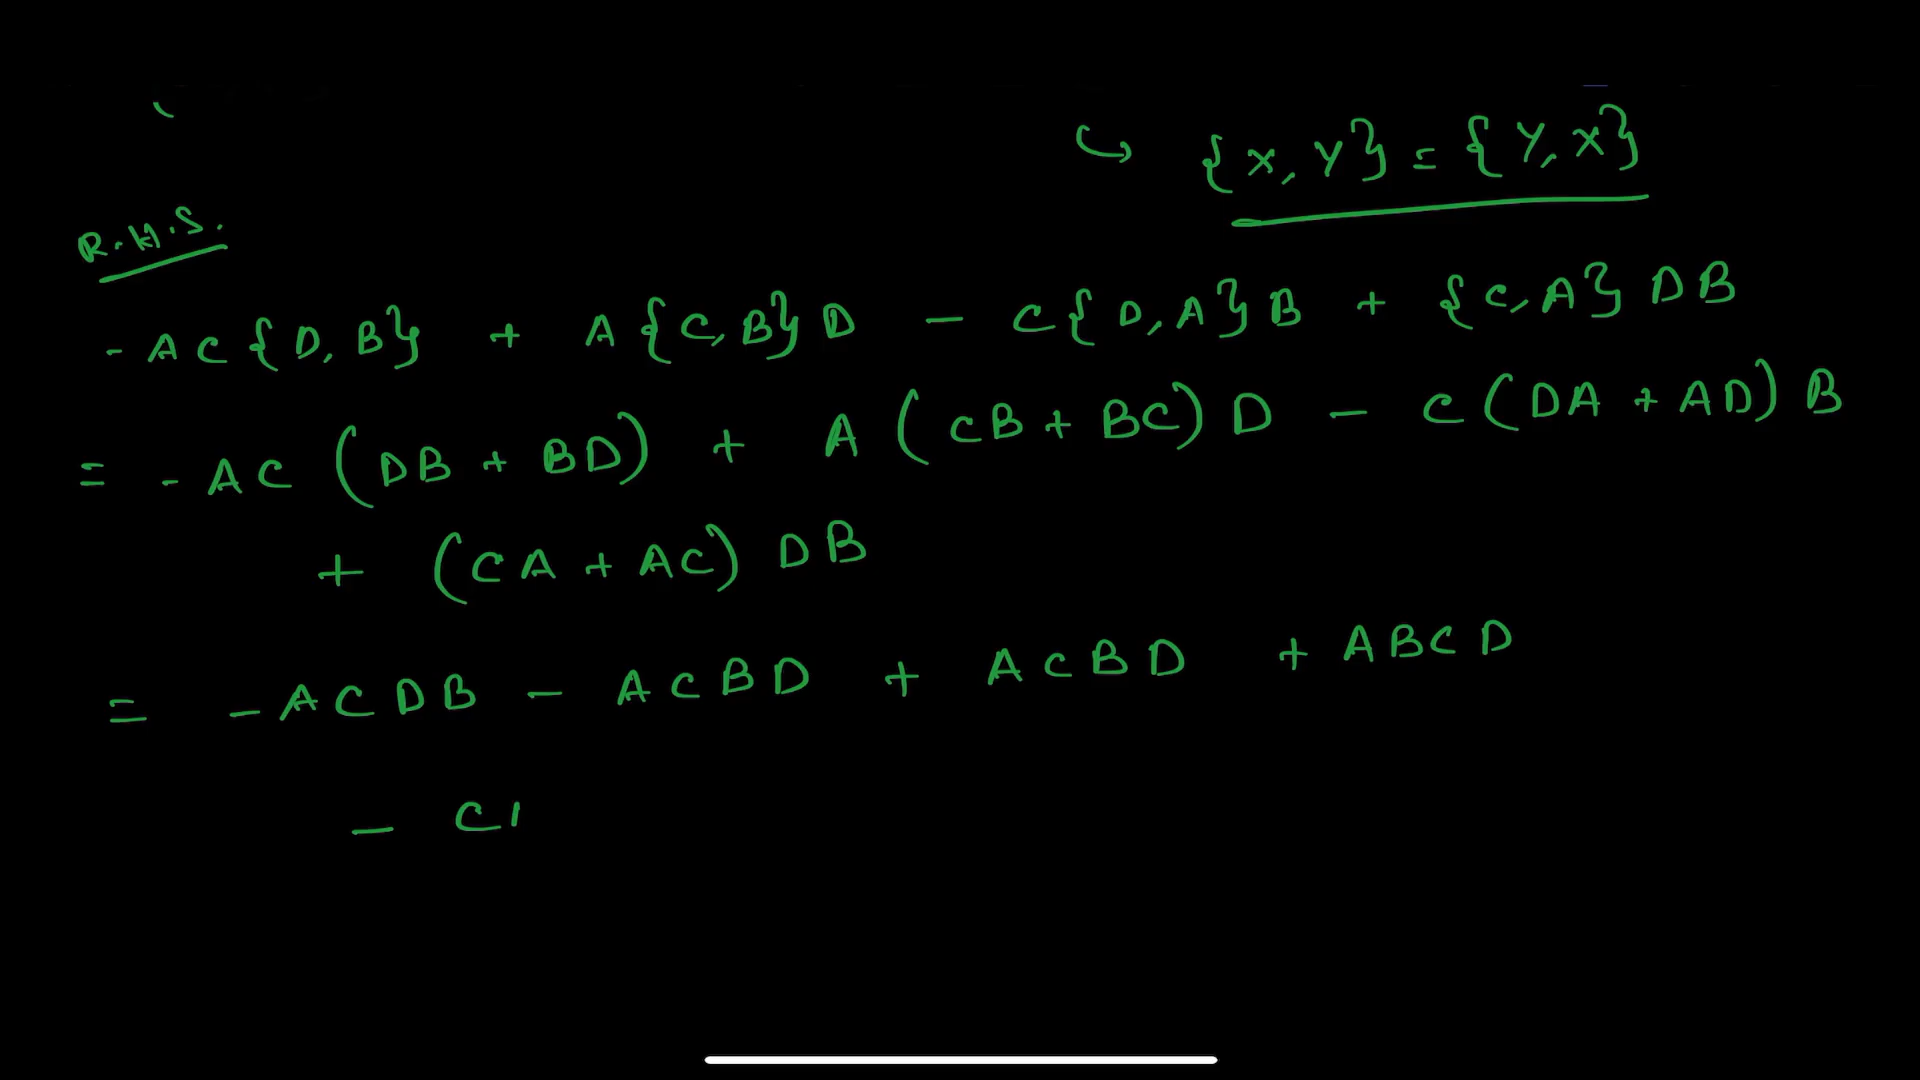 {X, Y} = {Y, X}
R.H.S.
- AC{D, B} + A{C, B}D - C{D, A}B + {C, A}DB
= - AC (DB + BD) + A (CB + BC) D - C (DA + AD) B
+ (CA + AC) DB
= - ACDB - ACBD + ACBD + ABCD
- C